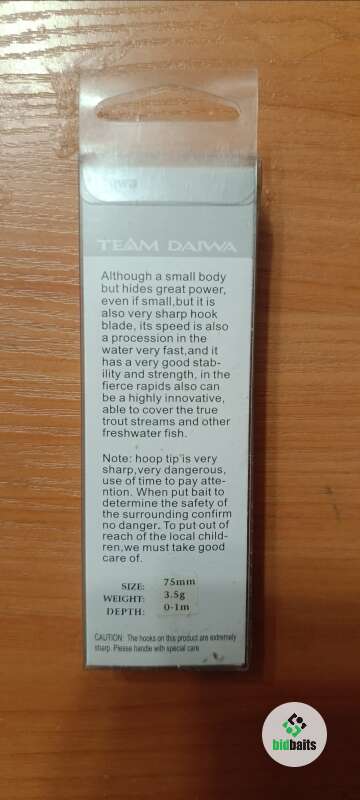 TEAM DAIWA
Although a small body
but hides great power,
even if small,but it is
also very sharp hook
blade, its speed is also
a procession in the
water very fast,and it
has a very good stab-
ility and strength, in the
fierce rapids also can
be a highly innovative,
able to cover the true
trout streams and other
freshwater fish.
Note: hoop tip is very
sharp,very dangerous,
use of time to pay atte-
ntion. When put bait to
determine the safety of
the surrounding confirm
no danger. To put out of
reach of the local child-
ren,we must take good
care of.
SIZE: 75mm
WEIGHT: 3.5g
DEPTH: 0-1m
CAUTION: The hooks on this product are extremely
sharp. Please handle with special care.
bidbaits